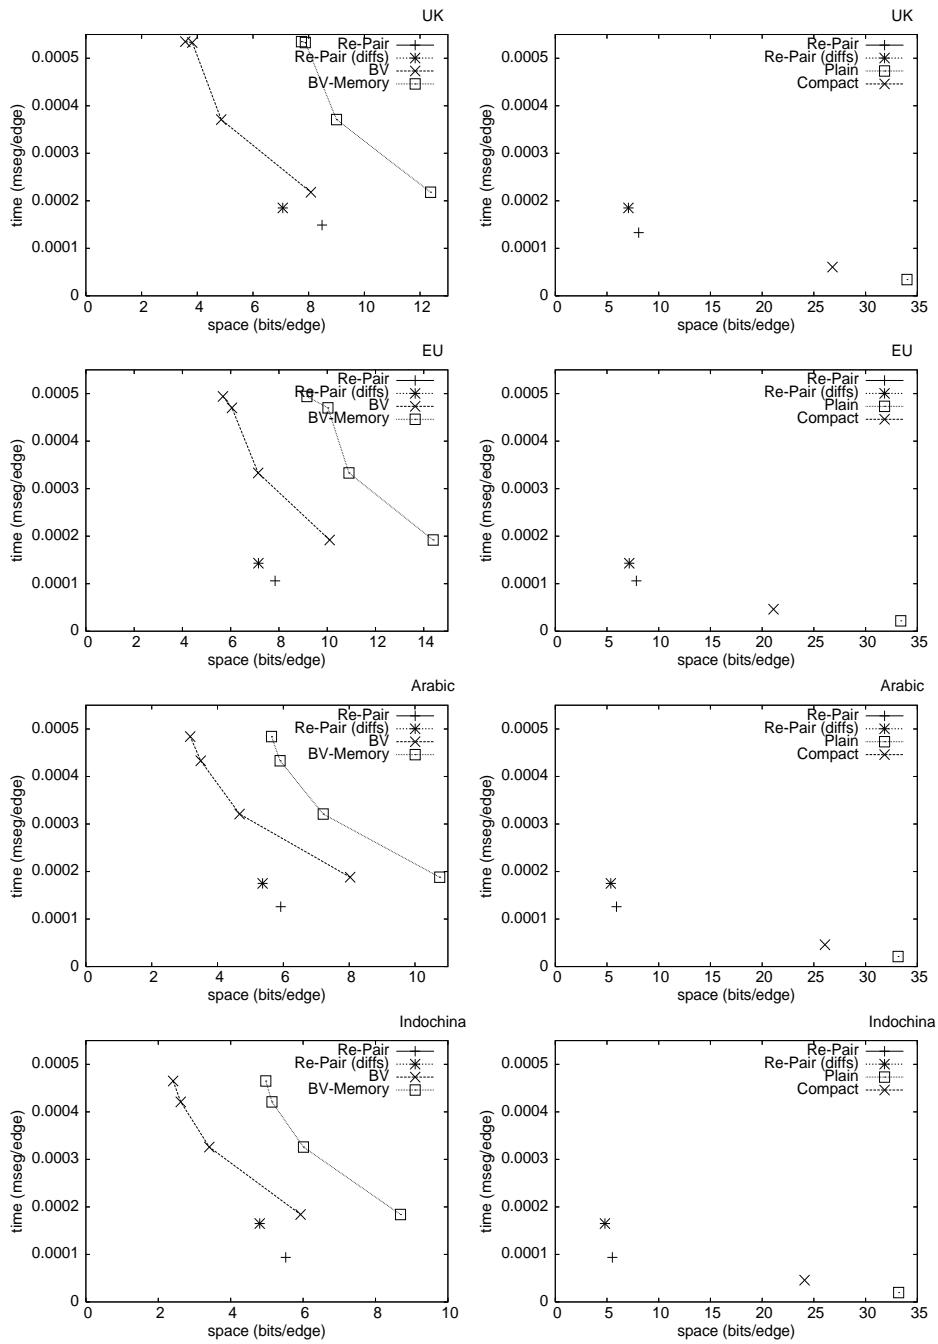 UK
0.0005
0.0004
0.0003
0.0002
0.0001
0
time (mseg/edge)
Re-Pair
Re-Pair (diffs)
BV
BV-Memory
0 2 4 6 8 10 12
space (bits/edge)
UK
0.0005
0.0004
0.0003
0.0002
0.0001
0
time (mseg/edge)
Re-Pair
Re-Pair (diffs)
Plain
Compact
0 5 10 15 20 25 30 35
space (bits/edge)
EU
0.0005
0.0004
0.0003
0.0002
0.0001
0
time (mseg/edge)
Re-Pair
Re-Pair (diffs)
BV
BV-Memory
0 2 4 6 8 10 12 14
space (bits/edge)
EU
0.0005
0.0004
0.0003
0.0002
0.0001
0
time (mseg/edge)
Re-Pair
Re-Pair (diffs)
Plain
Compact
0 5 10 15 20 25 30 35
space (bits/edge)
Arabic
0.0005
0.0004
0.0003
0.0002
0.0001
0
time (mseg/edge)
Re-Pair
Re-Pair (diffs)
BV
BV-Memory
0 2 4 6 8 10
space (bits/edge)
Arabic
0.0005
0.0004
0.0003
0.0002
0.0001
0
time (mseg/edge)
Re-Pair
Re-Pair (diffs)
Plain
Compact
0 5 10 15 20 25 30 35
space (bits/edge)
Indochina
0.0005
0.0004
0.0003
0.0002
0.0001
0
time (mseg/edge)
Re-Pair
Re-Pair (diffs)
BV
BV-Memory
0 2 4 6 8 10
space (bits/edge)
Indochina
0.0005
0.0004
0.0003
0.0002
0.0001
0
time (mseg/edge)
Re-Pair
Re-Pair (diffs)
Plain
Compact
0 5 10 15 20 25 30 35
space (bits/edge)